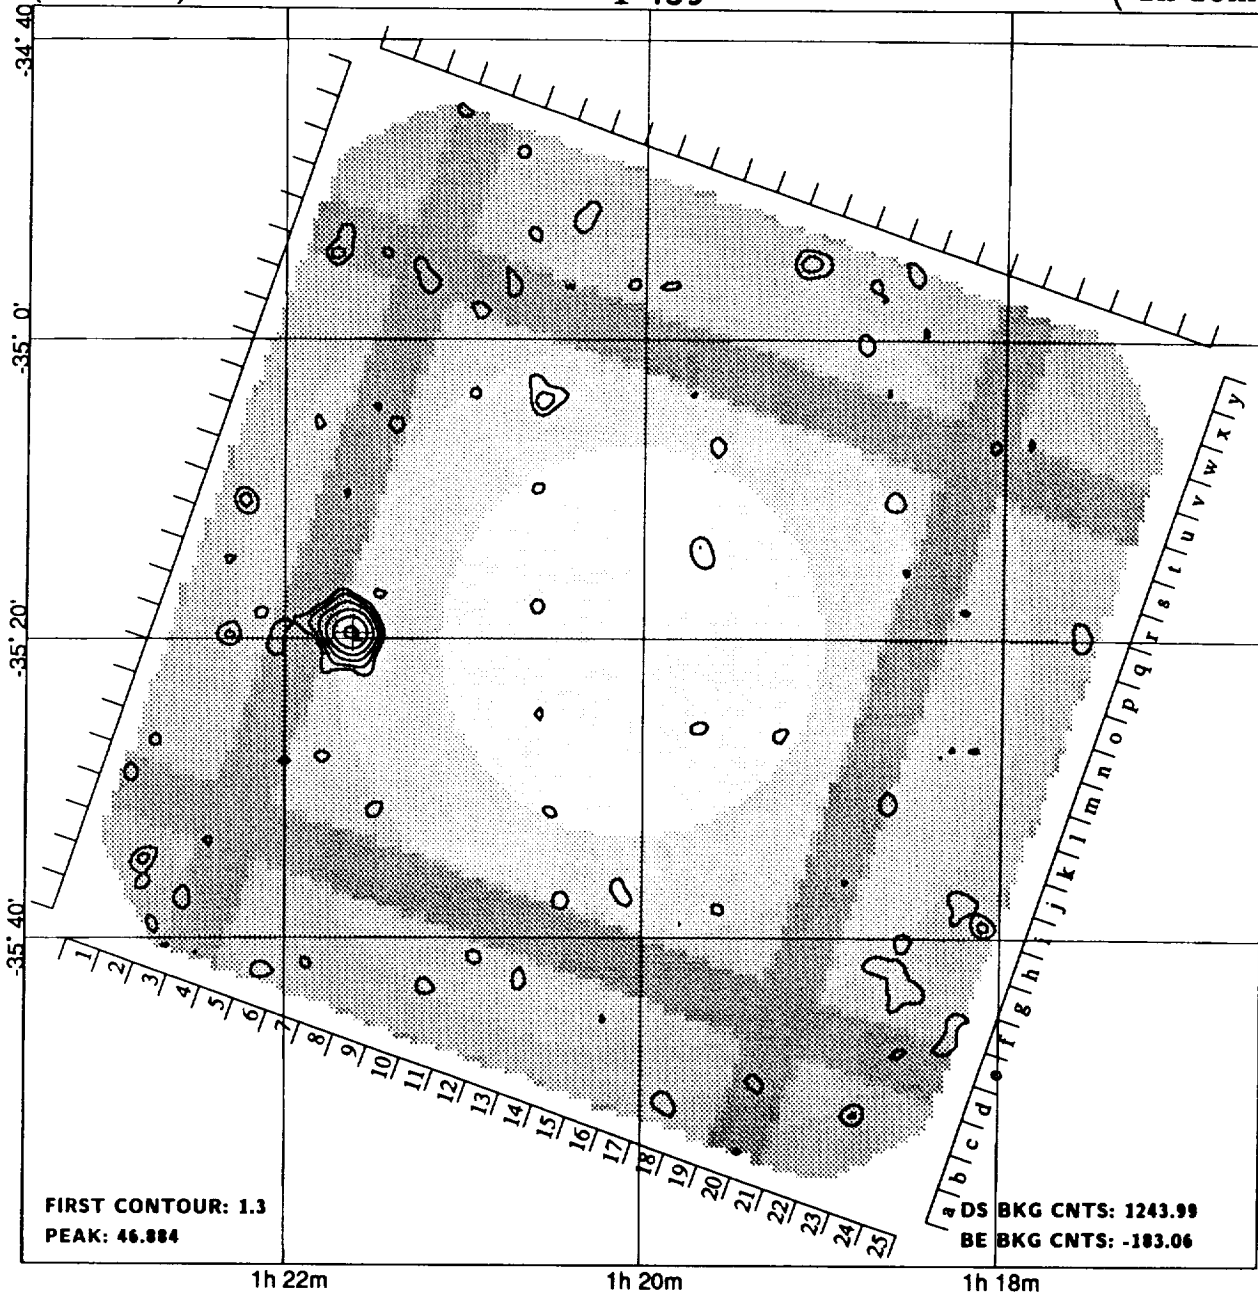 -34° 40
-35° 0'
-35° 20'
-35° 40'
y
x
w
v
u
t
s
r
q
p
o
n
m
l
k
j
i
h
g
f
e
d
c
b
a
1 2 3 4 5 6 7 8 9 10 11 12 13 14 15 16 17 18 19 20 21 22 23 24 25
FIRST CONTOUR: 1.3
PEAK: 46.884
DS BKG CNTS: 1243.99
BE BKG CNTS: -183.06
1h 22m 1h 20m 1h 18m